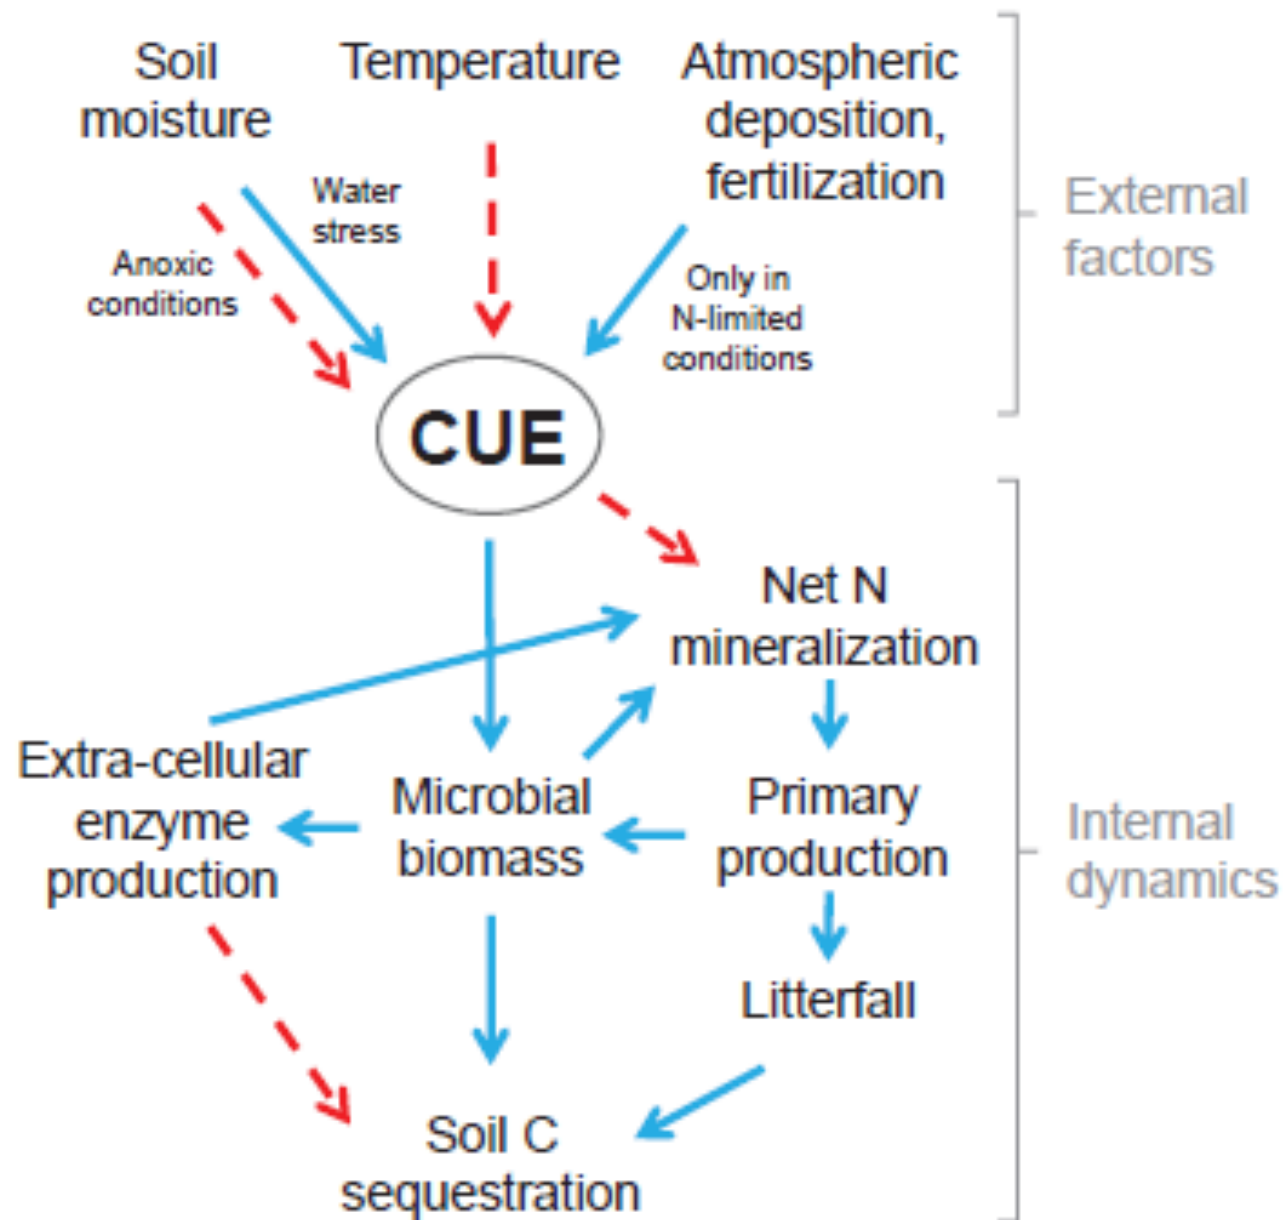 Soil
moisture
Temperature
Atmospheric
deposition,
fertilization
Water
stress
Anoxic
conditions
Only in
N-limited
conditions
External
factors
CUE
Net N
mineralization
Extra-cellular
enzyme
production
Microbial
biomass
Primary
production
Internal
dynamics
Litterfall
Soil C
sequestration